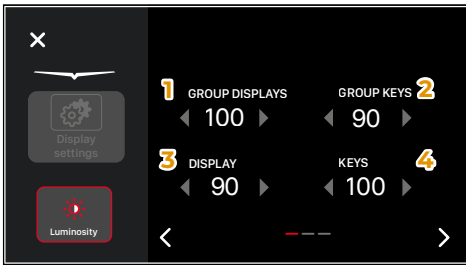 Display
settings
Luminosity
1 GROUP DISPLAYS
100
GROUP KEYS 2
90
3 DISPLAY
90
KEYS 4
100